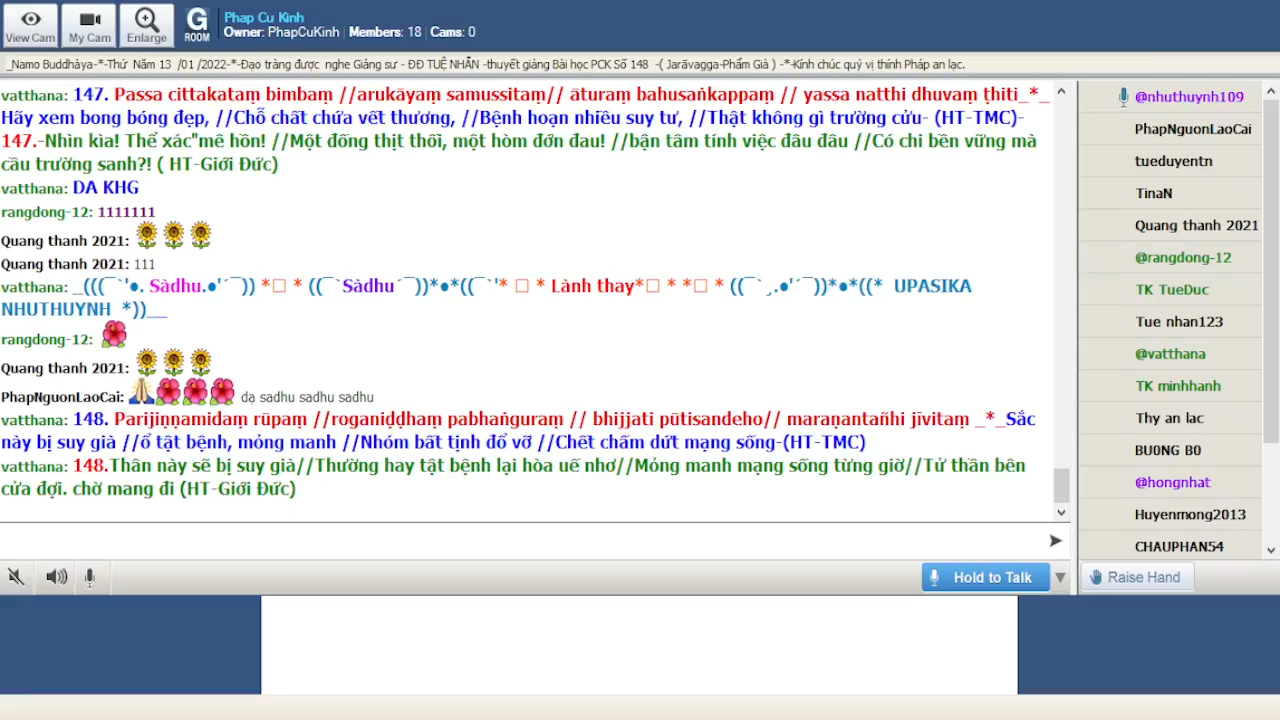 View Cam
My Cam
Enlarge
G
ROOM
Phap Cu Kinh
Owner: PhapCuKinh | Members: 18 | Cams: 0
_Namo Buddhàya-*-Thứ Năm 13 /01 /2022-*-Đạo tràng được nghe Giảng sư - ĐĐ TUỆ NHẪN -thuyết giảng Bài học PCK Số 148 -( Jarāvagga-Phẩm Già ) -*-Kính chúc quý vị thính Pháp an lạc.
vatthana: 147. Passa cittakataṃ bimbaṃ //arukāyaṃ samussitaṃ// āturaṃ bahusaṅkappaṃ // yassa natthi dhuvaṃ ṭhiti_*_
Hãy xem bong bóng đẹp, //Chỗ chất chứa vết thương, //Bệnh hoạn nhiều suy tư, //Thật không gì trường cửu- (HT-TMC)-
147.-Nhìn kìa! Thể xác"mê hồn! //Một đống thịt thối, một hòm đớn đau! //bận tâm tính việc đâu đâu //Có chi bền vững mà
cầu trường sanh?! ( HT-Giới Đức)
vatthana: DA KHG
rangdong-12: 1111111
Quang thanh 2021:
Quang thanh 2021: 111
vatthana: _(((¯`'●. Sàdhu.●'´¯)) *□ * ((¯`Sàdhu´¯))*●*((¯`'* □ * Lành thay*□ * *□ * ((¯`¸.●'´¯))*●*((* UPASIKA
NHUTHUYNH *))__
rangdong-12:
Quang thanh 2021:
PhapNguonLaoCai: dạ sadhu sadhu sadhu
vatthana: 148. Parijiṇṇamidaṃ rūpaṃ //roganiḍḍhaṃ pabhaṅguraṃ // bhijjati pūtisandeho// maraṇantañhi jīvitaṃ _*_Sắc
này bị suy già //ổ tật bệnh, mỏng manh //Nhóm bất tịnh đổ vỡ //Chết chấm dứt mạng sống-(HT-TMC)
vatthana: 148.Thân này sẽ bị suy già//Thường hay tật bệnh lại hòa uế nhơ//Mỏng manh mạng sống từng giờ//Tử thần bên
cửa đợi. chờ mang đi (HT-Giới Đức)
@nhuthuynh109
PhapNguonLaoCai
tueduyentn
TinaN
Quang thanh 2021
@rangdong-12
TK TueDuc
Tue nhan123
@vatthana
TK minhhanh
Thy an lac
BU0NG B0
@hongnhat
Huyenmong2013
CHAUPHAN54
Hold to Talk
Raise Hand